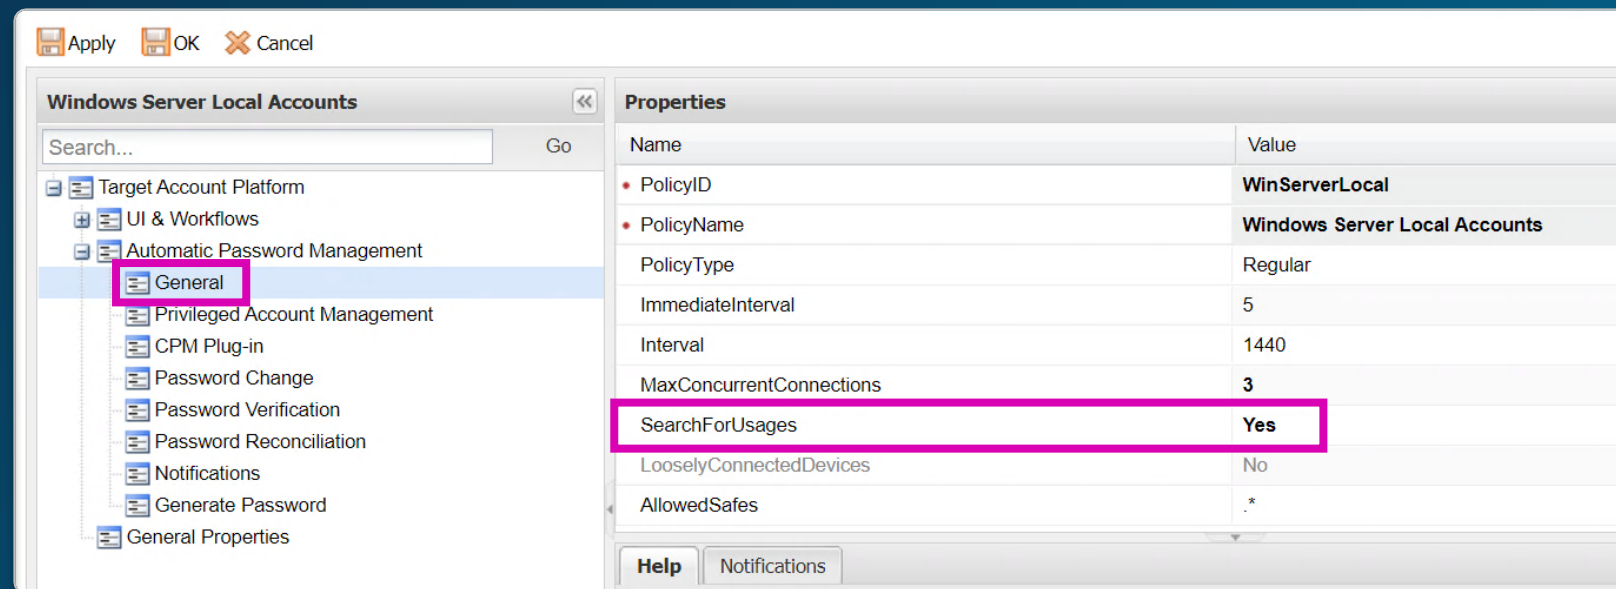 Apply OK Cancel
Windows Server Local Accounts
Search... Go
Target Account Platform
UI & Workflows
Automatic Password Management
General
Privileged Account Management
CPM Plug-in
Password Change
Password Verification
Password Reconciliation
Notifications
Generate Password
General Properties
Properties
Name Value
PolicyID WinServerLocal
PolicyName Windows Server Local Accounts
PolicyType Regular
ImmediateInterval 5
Interval 1440
MaxConcurrentConnections 3
SearchForUsages Yes
LooselyConnectedDevices No
AllowedSafes .*
Help Notifications